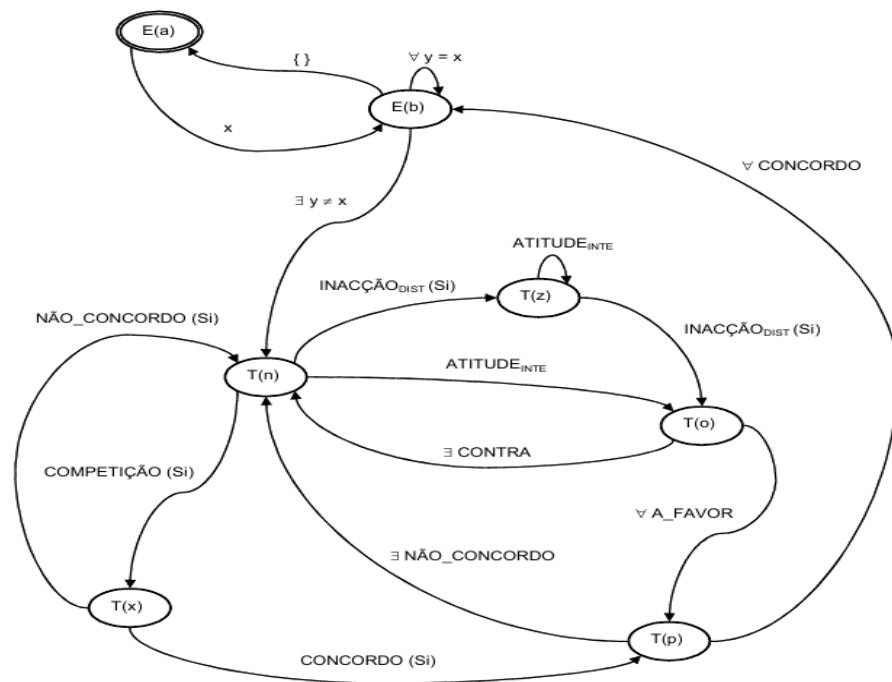 E(a)
{ }
∀ y = x
E(b)
x
∀ CONCORDO
∃ y ≠ x
ATITUDE_INTE
INACÇÃO_DIST (Si)
T(z)
NÃO_CONCORDO (Si)
INACÇÃO_DIST (Si)
T(n)
ATITUDE_INTE
T(o)
∃ CONTRA
COMPETIÇÃO (Si)
∀ A_FAVOR
∃ NÃO_CONCORDO
T(x)
T(p)
CONCORDO (Si)